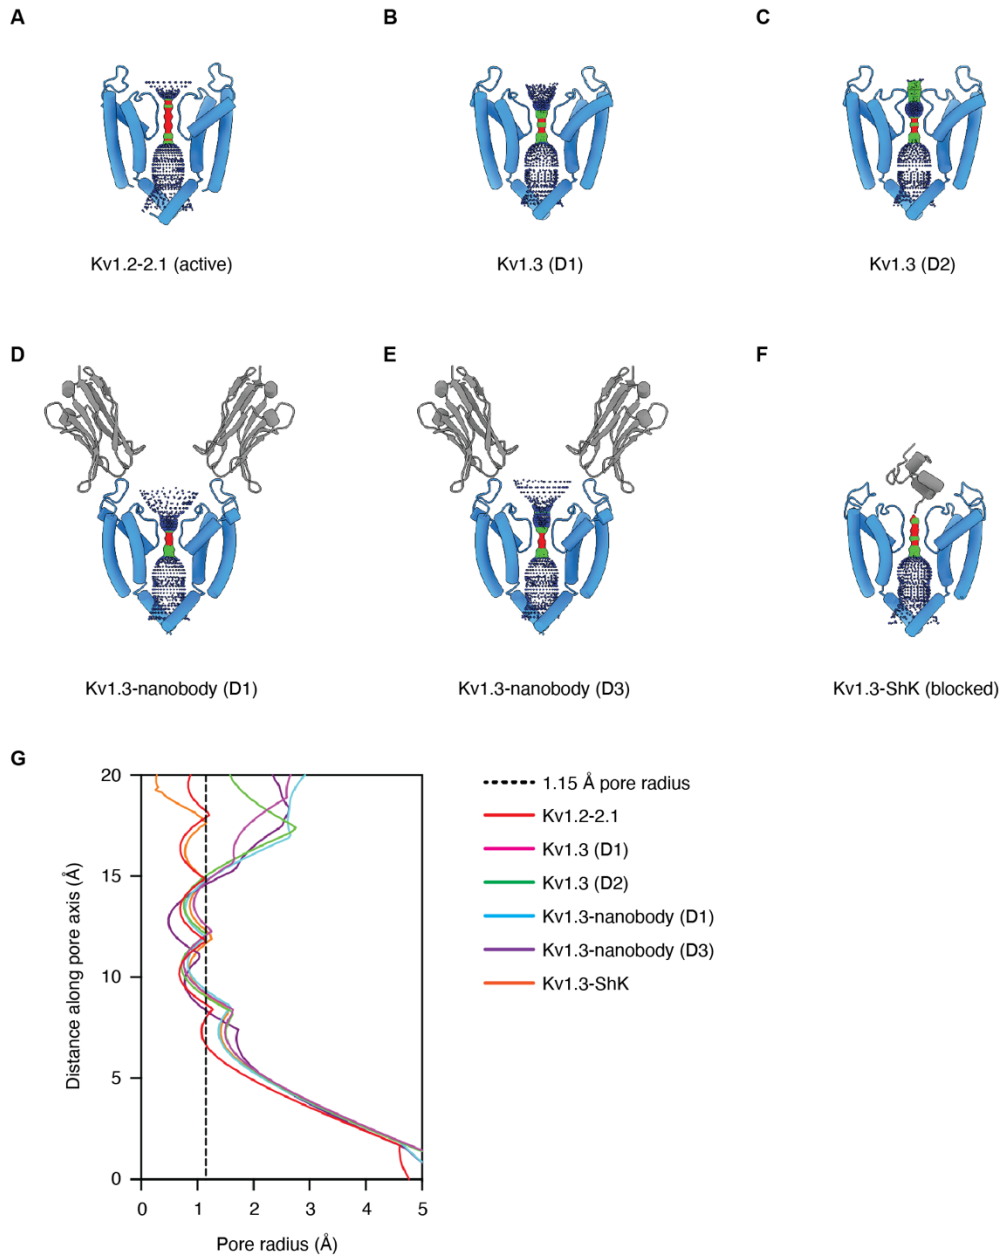 A
B
C
Kv1.2-2.1 (active)
Kv1.3 (D1)
Kv1.3 (D2)
D
E
F
Kv1.3-nanobody (D1)
Kv1.3-nanobody (D3)
Kv1.3-ShK (blocked)
G
20
15
10
5
0
Distance along pore axis (Å)
0 1 2 3 4 5
Pore radius (Å)
1.15 Å pore radius
Kv1.2-2.1
Kv1.3 (D1)
Kv1.3 (D2)
Kv1.3-nanobody (D1)
Kv1.3-nanobody (D3)
Kv1.3-ShK